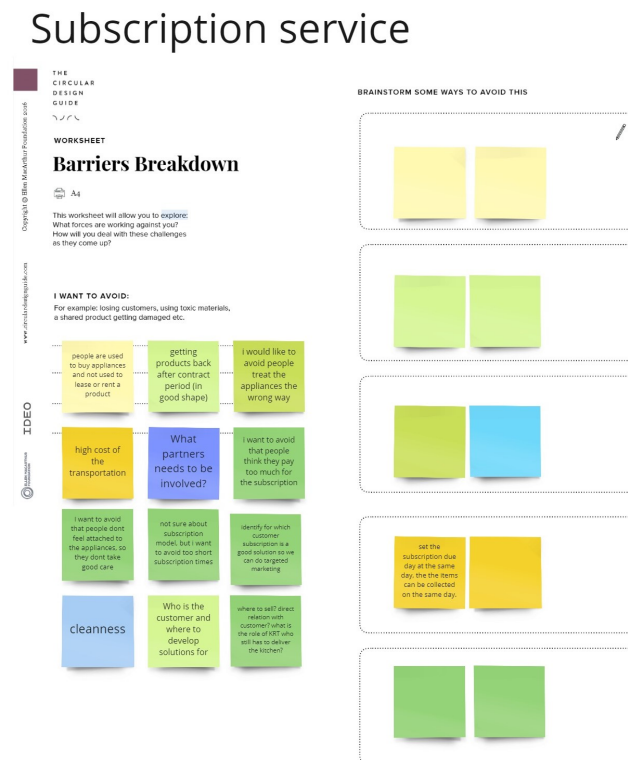 Subscription service
THE
CIRCULAR
DESIGN
GUIDE
Copyright @ Ellen MacArthur Foundation 2016
www.circulardesignguide.com
IDEO
ELLEN MACARTHUR
FOUNDATION
WORKSHEET
Barriers Breakdown
A4
This worksheet will allow you to explore:
What forces are working against you?
How will you deal with these challenges
as they come up?
I WANT TO AVOID:
For example: losing customers, using toxic materials,
a shared product getting damaged etc.
people are used
to buy appliances
and not used to
lease or rent a
product
getting
products back
after contract
period (in
good shape)
i would like to
avoid people
treat the
appliances the
wrong way
high cost of
the
transportation
What
partners
needs to be
involved?
i want to avoid
that people
think they pay
too much for
the subscription
I want to avoid
that people dont
feel attached to
the appliances, so
they dont take
good care
not sure about
subscription
model, but i want
to avoid too short
subscription times
identify for which
customer
subscription is a
good solution so we
can do targeted
marketing
cleanness
Who is the
customer and
where to
develop
solutions for
where to sell? direct
relation with
customer? what is
the role of KRT who
still has to deliver
the kitchen?
BRAINSTORM SOME WAYS TO AVOID THIS
set the
subscription due
day at the same
day, the the items
can be collected
on the same day.